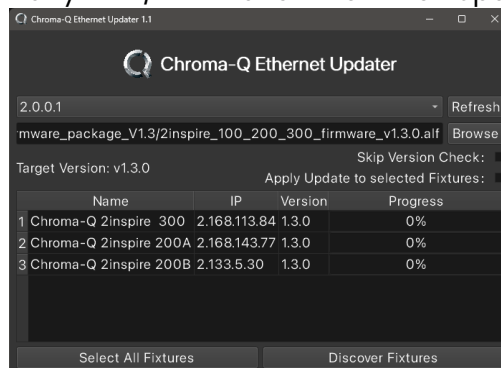 Chroma-Q Ethernet Updater 1.1
Chroma-Q Ethernet Updater
2.0.0.1 Refresh
mware_package_V1.3/2inspire_100_200_300_firmware_v1.3.0.alf Browse
Skip Version Check:
Target Version: v1.3.0
Apply Update to selected Fixtures:
Name IP Version Progress
1 Chroma-Q 2inspire 300 2.168.113.84 1.3.0 0%
2 Chroma-Q 2inspire 200A 2.168.143.77 1.3.0 0%
3 Chroma-Q 2inspire 200B 2.133.5.30 1.3.0 0%
Select All Fixtures Discover Fixtures